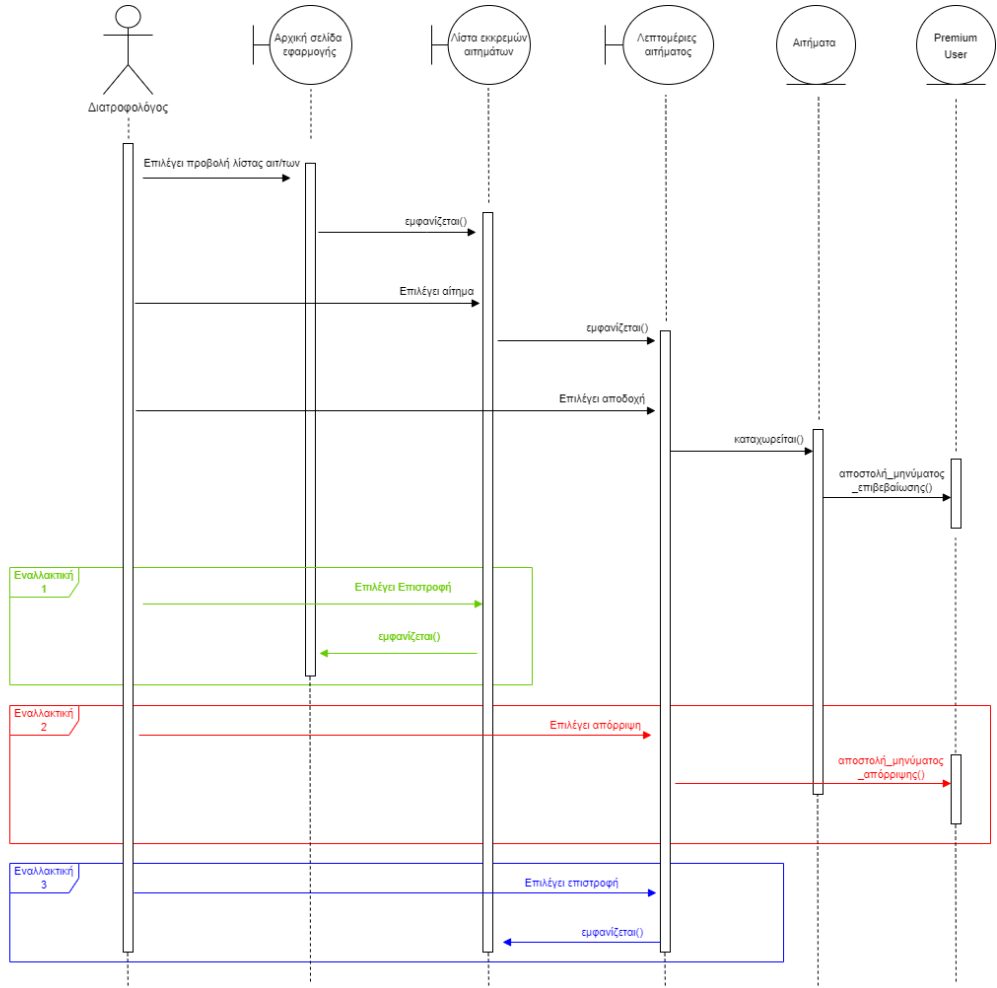 Διατροφολόγος
Αρχική σελίδα
εφαρμογής
Λίστα εκκρεμών
αιτημάτων
Λεπτομέριες
αιτήματος
Αιτήματα
Premium
User
Επιλέγει προβολή λίστας αιτ/των
εμφανίζεται()
Επιλέγει αίτημα
εμφανίζεται()
Επιλέγει αποδοχή
καταχωρείται()
αποστολή_μηνύματος
_επιβεβαίωσης()
Εναλλακτική
1
Επιλέγει Επιστροφή
εμφανίζεται()
Εναλλακτική
2
Επιλέγει απόρριψη
αποστολή_μηνύματος
_απόρριψης()
Εναλλακτική
3
Επιλέγει επιστροφή
εμφανίζεται()